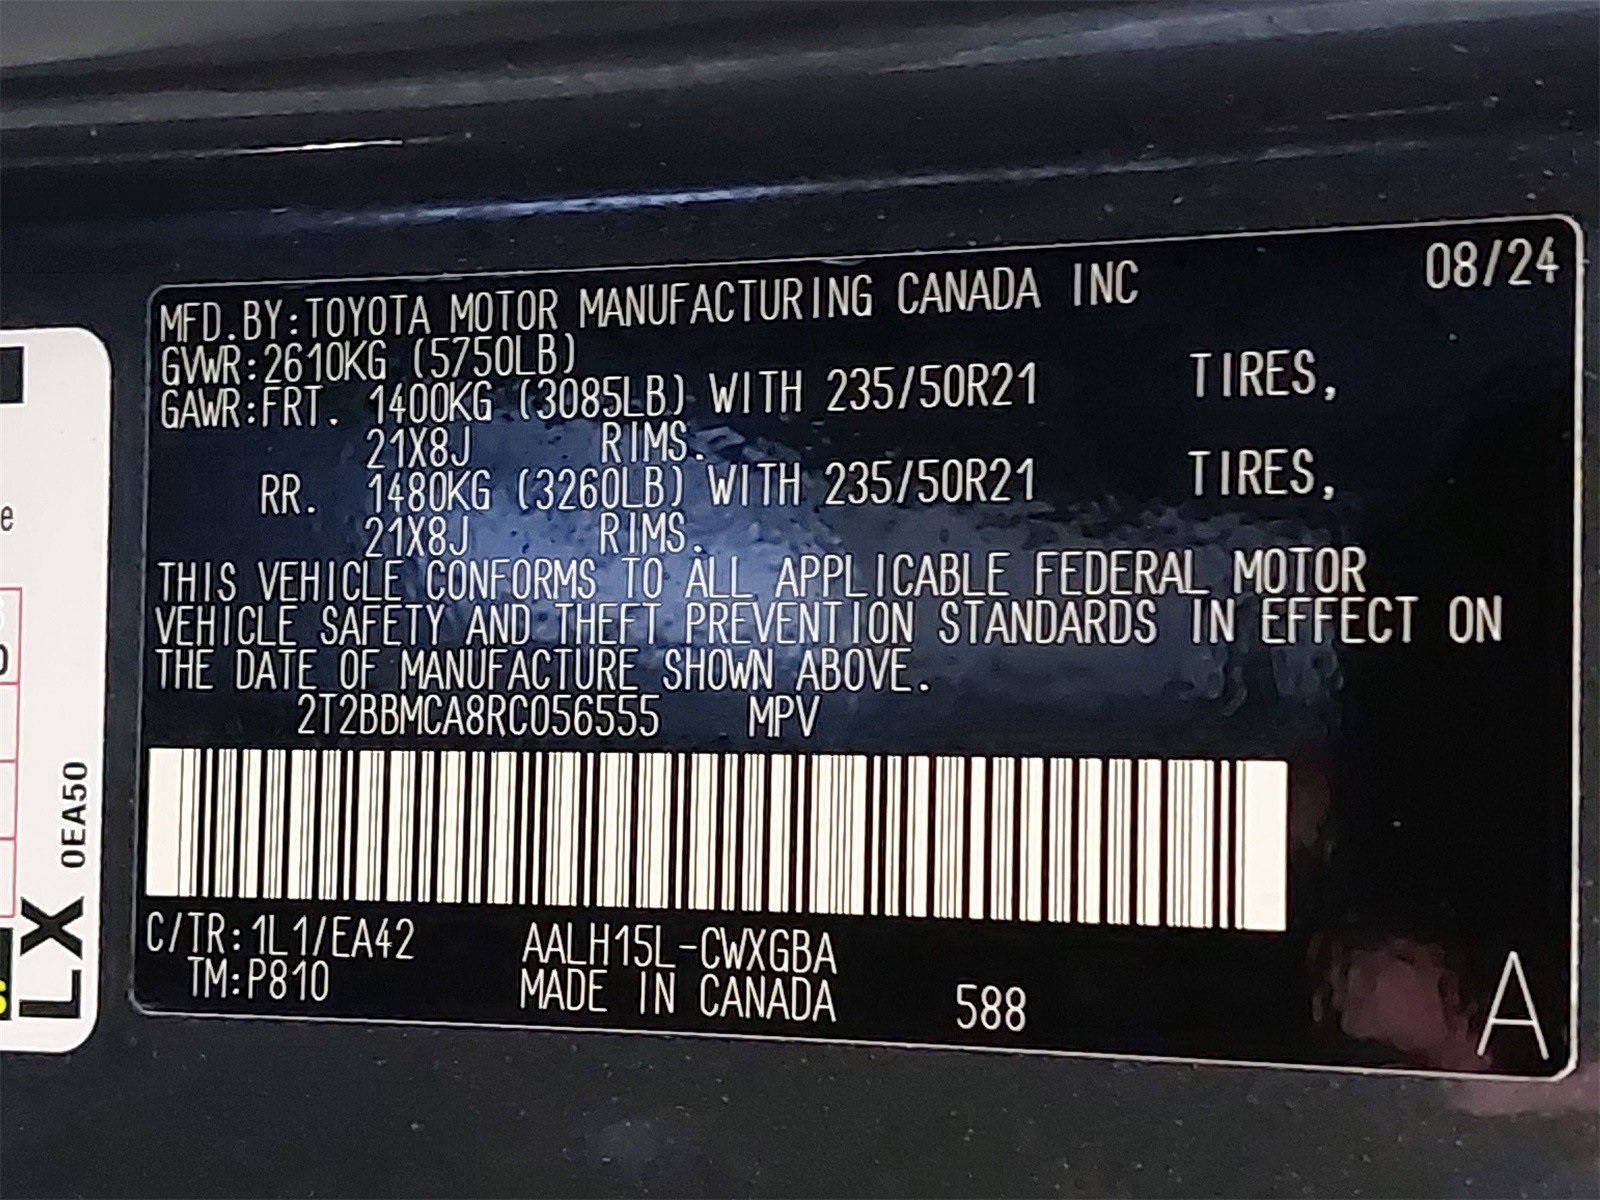 08/24
MFD.BY:TOYOTA MOTOR MANUFACTURING CANADA INC
GVWR:2610KG (5750LB)
GAWR:FRT. 1400KG (3085LB) WITH 235/50R21 TIRES,
21X8J RIMS.
RR. 1480KG (3260LB) WITH 235/50R21 TIRES,
21X8J RIMS.
THIS VEHICLE CONFORMS TO ALL APPLICABLE FEDERAL MOTOR
VEHICLE SAFETY AND THEFT PREVENTION STANDARDS IN EFFECT ON
THE DATE OF MANUFACTURE SHOWN ABOVE.
2T2BBMCA8RC056555 MPV
C/TR:1L1/EA42 AALH15L-CWXGBA
TM:P810 MADE IN CANADA 588
A
LX 0EA50